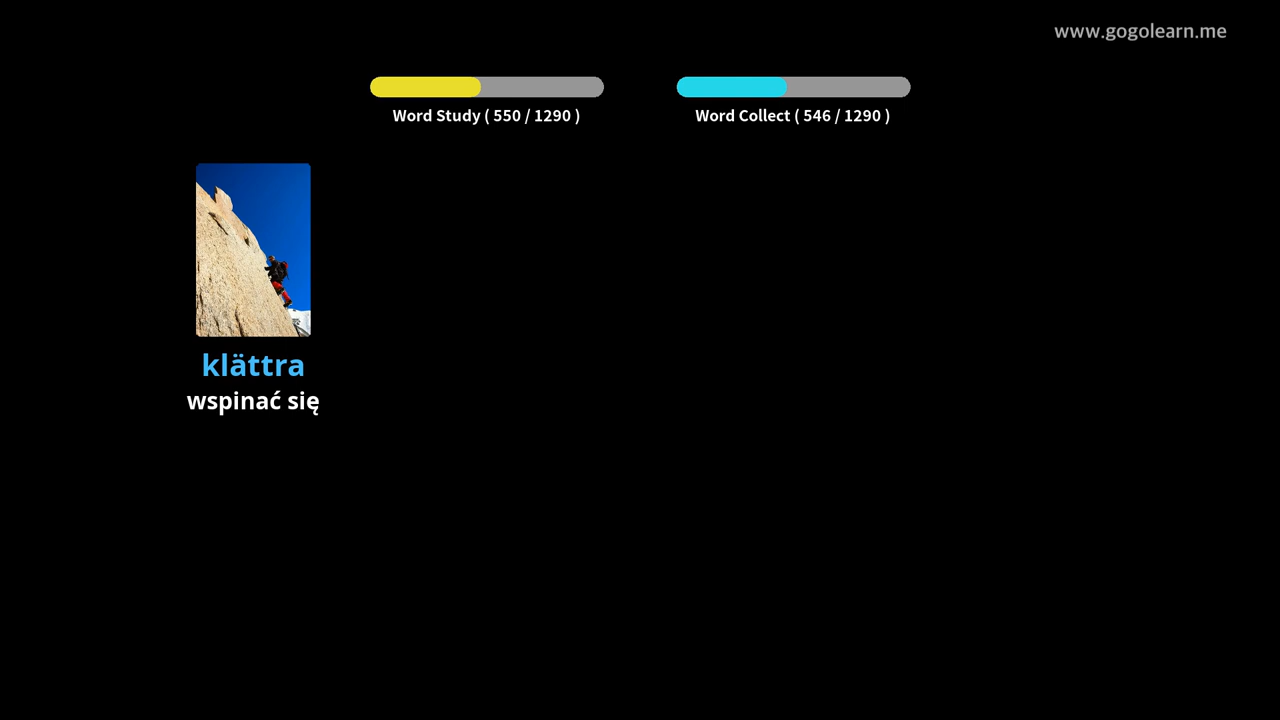 www.gogolearn.me
Word Study ( 550 / 1290 )
Word Collect ( 546 / 1290 )
klättra
wspinać się